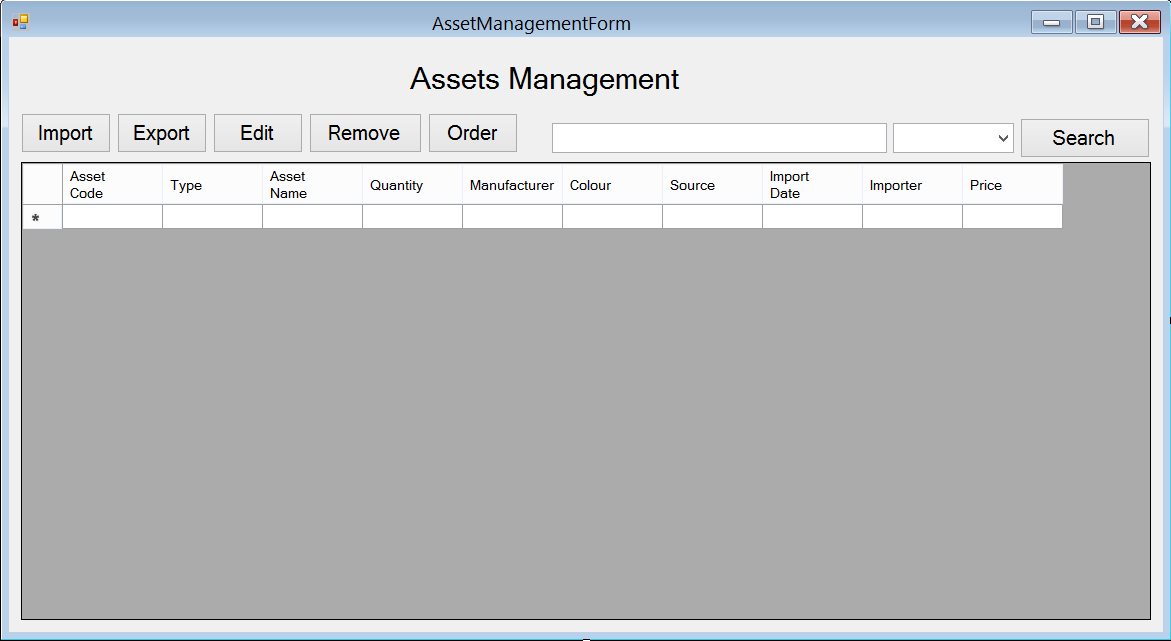 AssetManagementForm
Assets Management
Import Export Edit Remove Order Search
Asset Code Type Asset Name Quantity Manufacturer Colour Source Import Date Importer Price
*